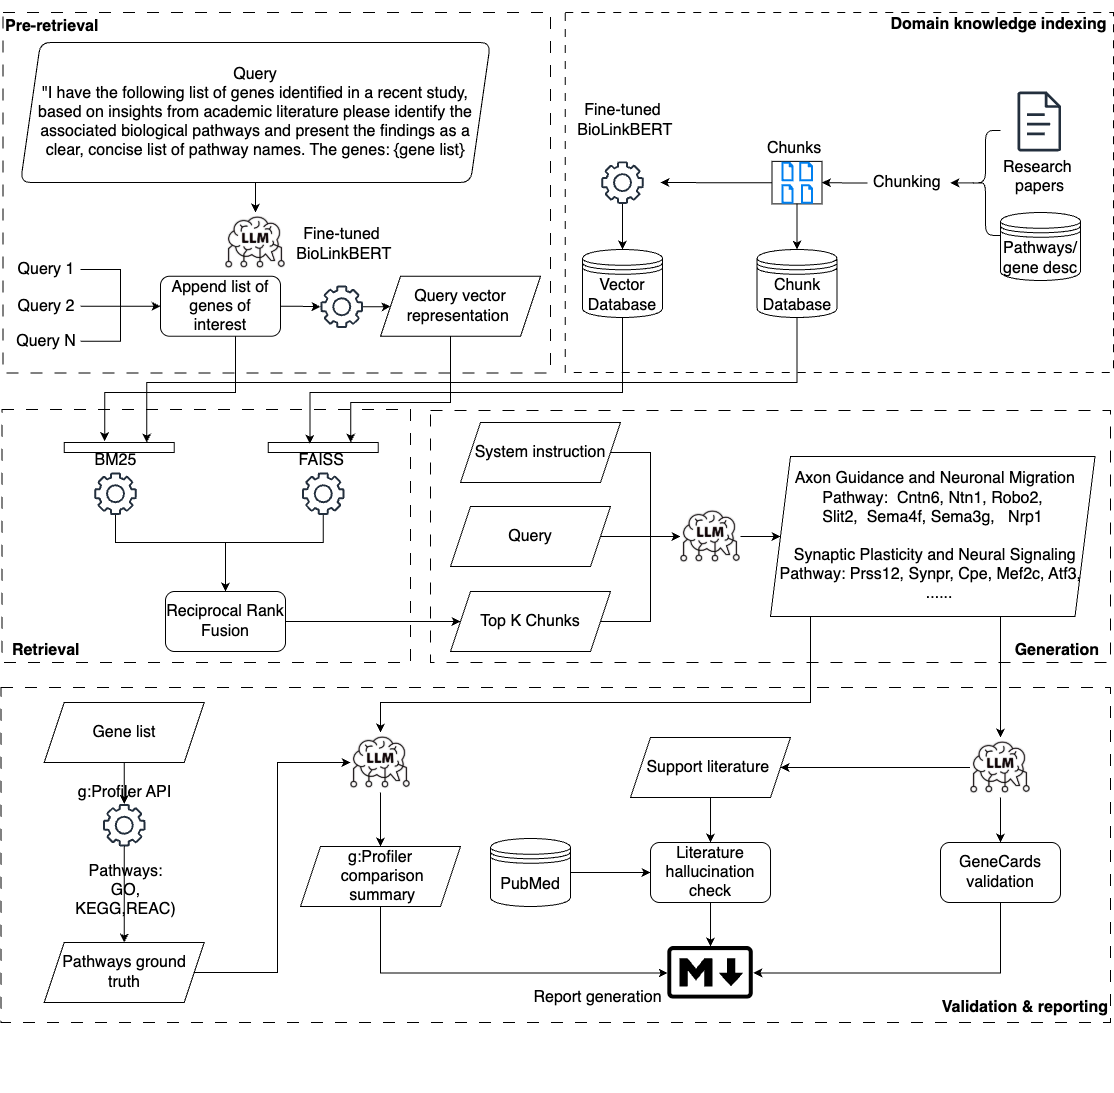 Pre-retrieval
Query
"I have the following list of genes identified in a recent study,
based on insights from academic literature please identify the
associated biological pathways and present the findings as a
clear, concise list of pathway names. The genes: {gene list}
LLM
Fine-tuned
BioLinkBERT
Query 1
Query 2
Query N
Append list of
genes of
interest
Query vector
representation
Domain knowledge indexing
Fine-tuned
BioLinkBERT
Chunks
Chunking
Research
papers
Pathways/
gene desc
Vector
Database
Chunk
Database
BM25
FAISS
Reciprocal Rank
Fusion
Retrieval
System instruction
Query
Top K Chunks
LLM
Axon Guidance and Neuronal Migration
Pathway: Cntn6, Ntn1, Robo2,
Slit2, Sema4f, Sema3g, Nrp1
Synaptic Plasticity and Neural Signaling
Pathway: Prss12, Synpr, Cpe, Mef2c, Atf3,
......
Generation
Gene list
g:Profiler API
Pathways:
GO,
KEGG,REAC)
Pathways ground
truth
LLM
g:Profiler
comparison
summary
Support literature
PubMed
Literature
hallucination
check
LLM
GeneCards
validation
M
Report generation
Validation & reporting